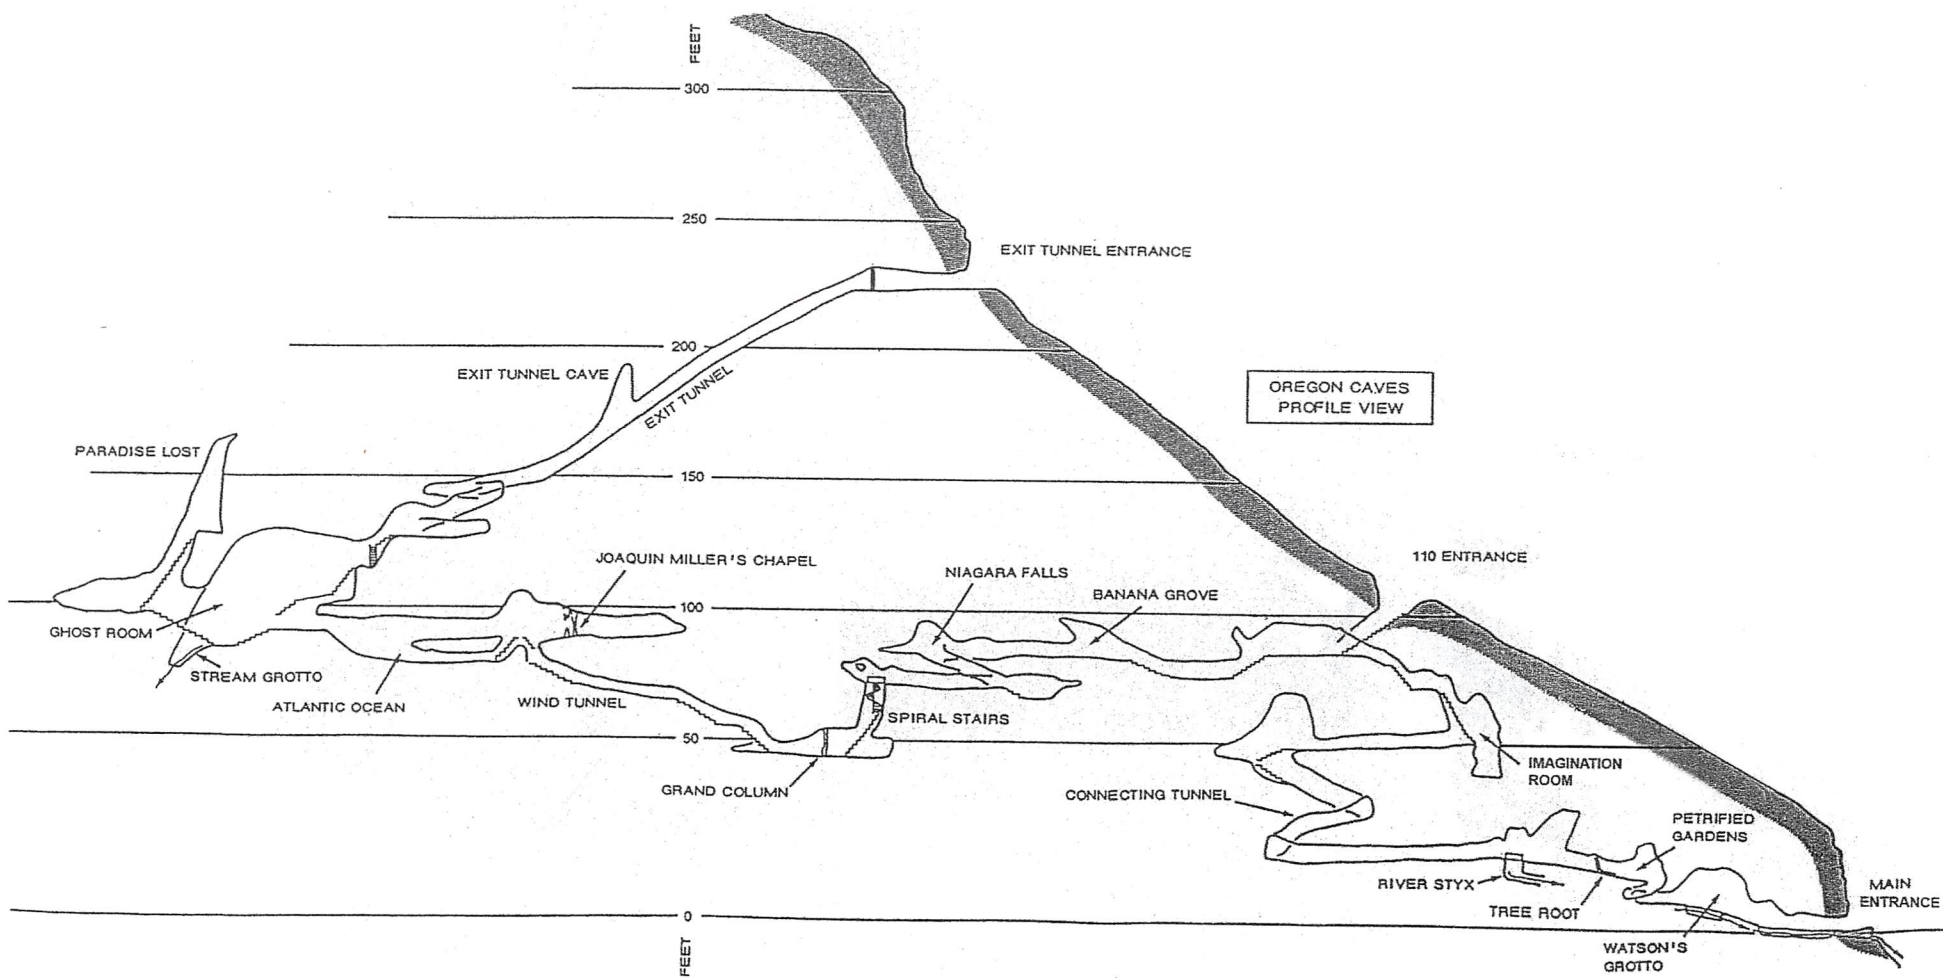 FEET
300
250
EXIT TUNNEL ENTRANCE
200
EXIT TUNNEL CAVE
EXIT TUNNEL
OREGON CAVES
PROFILE VIEW
PARADISE LOST
150
JOAQUIN MILLER'S CHAPEL
NIAGARA FALLS
110 ENTRANCE
BANANA GROVE
100
GHOST ROOM
STREAM GROTTO
ATLANTIC OCEAN
WIND TUNNEL
SPIRAL STAIRS
50
GRAND COLUMN
IMAGINATION
ROOM
CONNECTING TUNNEL
PETRIFIED
GARDENS
RIVER STYX
TREE ROOT
MAIN
ENTRANCE
0
WATSON'S
GROTTO
FEET